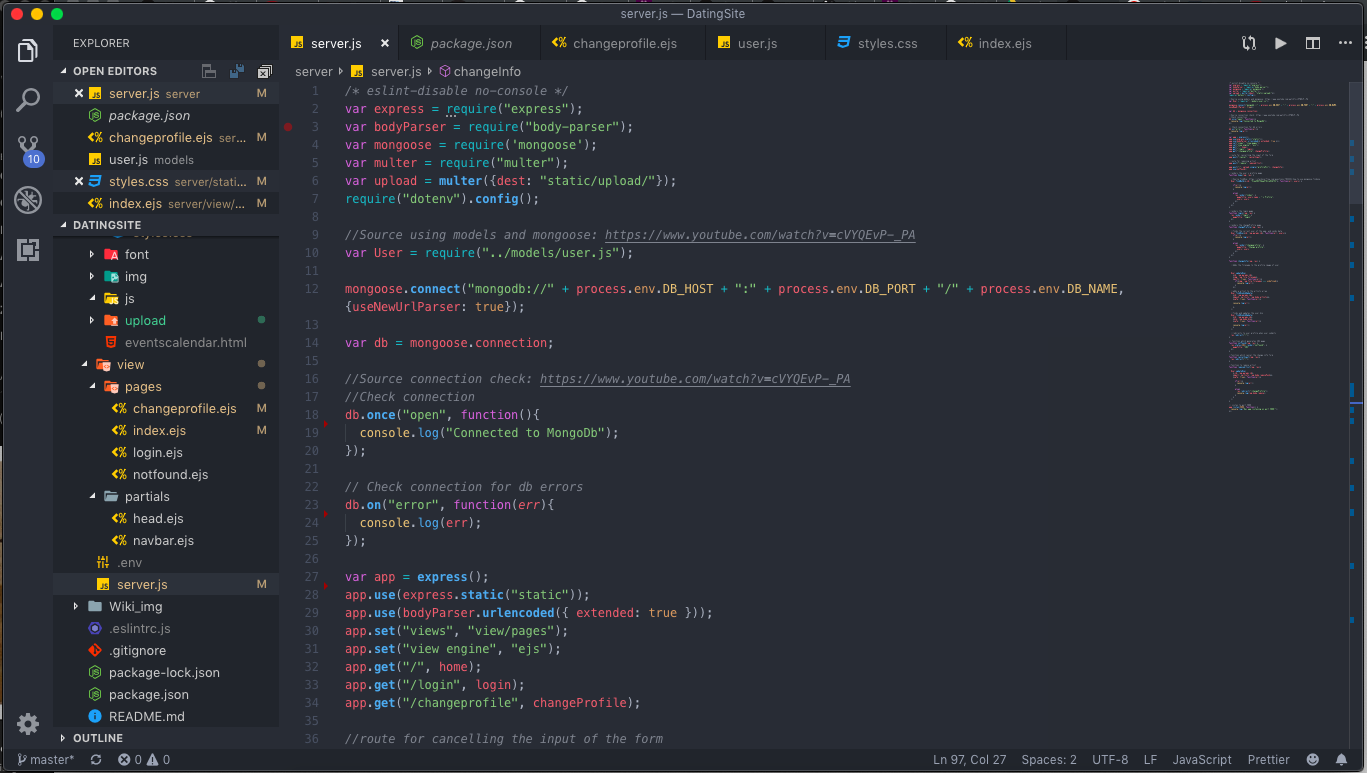 server.js — DatingSite
EXPLORER
OPEN EDITORS
server.js server M
package.json
changeprofile.ejs ser... M
user.js models
styles.css server/stati... M
index.ejs server/view/... M
DATINGSITE
font
img
js
upload
eventscalendar.html
view
pages
changeprofile.ejs M
index.ejs M
login.ejs
notfound.ejs
partials
head.ejs
navbar.ejs
.env
server.js M
Wiki_img
.eslintrc.js
.gitignore
package-lock.json
package.json
README.md
OUTLINE
10
server.js package.json changeprofile.ejs user.js styles.css index.ejs
server server.js changeInfo
1 /* eslint-disable no-console */
2 var express = require("express");
3 var bodyParser = require("body-parser");
4 var mongoose = require('mongoose');
5 var multer = require("multer");
6 var upload = multer({dest: "static/upload/"});
7 require("dotenv").config();
8
9 //Source using models and mongoose: https://www.youtube.com/watch?v=cVYQEvP-_PA
10 var User = require("../models/user.js");
11
12 mongoose.connect("mongodb://" + process.env.DB_HOST + ":" + process.env.DB_PORT + "/" + process.env.DB_NAME,
{useNewUrlParser: true});
13
14 var db = mongoose.connection;
15
16 //Source connection check: https://www.youtube.com/watch?v=cVYQEvP-_PA
17 //Check connection
18 db.once("open", function(){
19 console.log("Connected to MongoDb");
20 });
21
22 // Check connection for db errors
23 db.on("error", function(err){
24 console.log(err);
25 });
26
27 var app = express();
28 app.use(express.static("static"));
29 app.use(bodyParser.urlencoded({ extended: true }));
30 app.set("views", "view/pages");
31 app.set("view engine", "ejs");
32 app.get("/", home);
33 app.get("/login", login);
34 app.get("/changeprofile", changeProfile);
35
36 //route for cancelling the input of the form
master* 0 0 Ln 97, Col 27 Spaces: 2 UTF-8 LF JavaScript Prettier